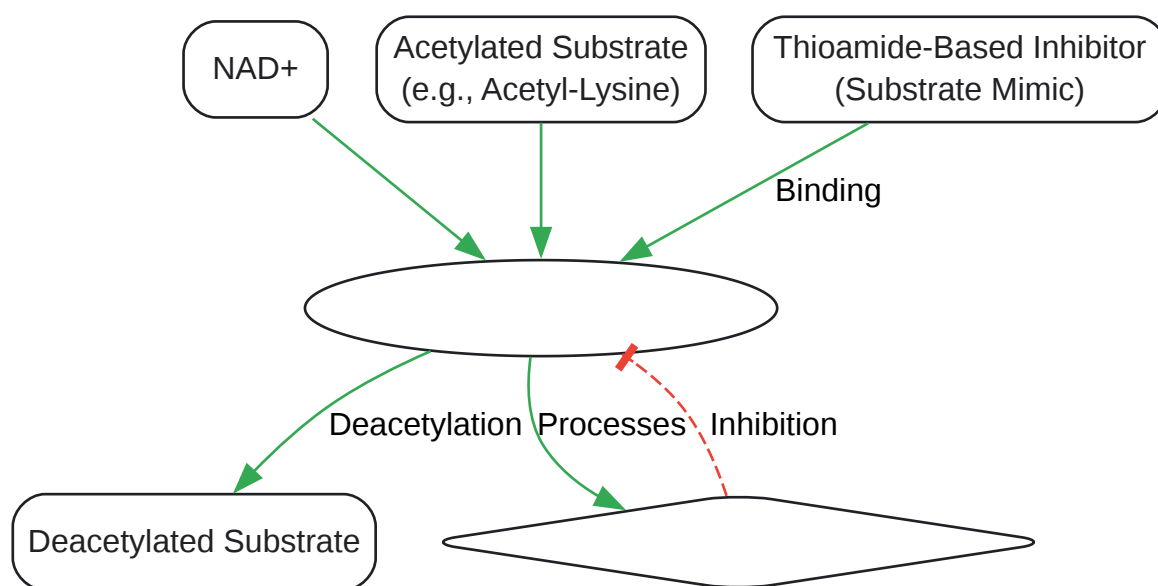 NAD+
Acetylated Substrate
(e.g., Acetyl-Lysine)
Thioamide-Based Inhibitor
(Substrate Mimic)
Binding
Deacetylation
Processes
Inhibition
Deacetylated Substrate